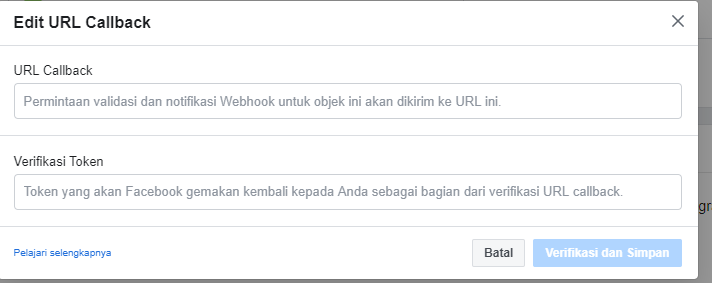 Edit URL Callback
URL Callback
Permintaan validasi dan notifikasi Webhook untuk objek ini akan dikirim ke URL ini.
Verifikasi Token
Token yang akan Facebook gemakan kembali kepada Anda sebagai bagian dari verifikasi URL callback.
gr
Pelajari selengkapnya
Batal
Verifikasi dan Simpan